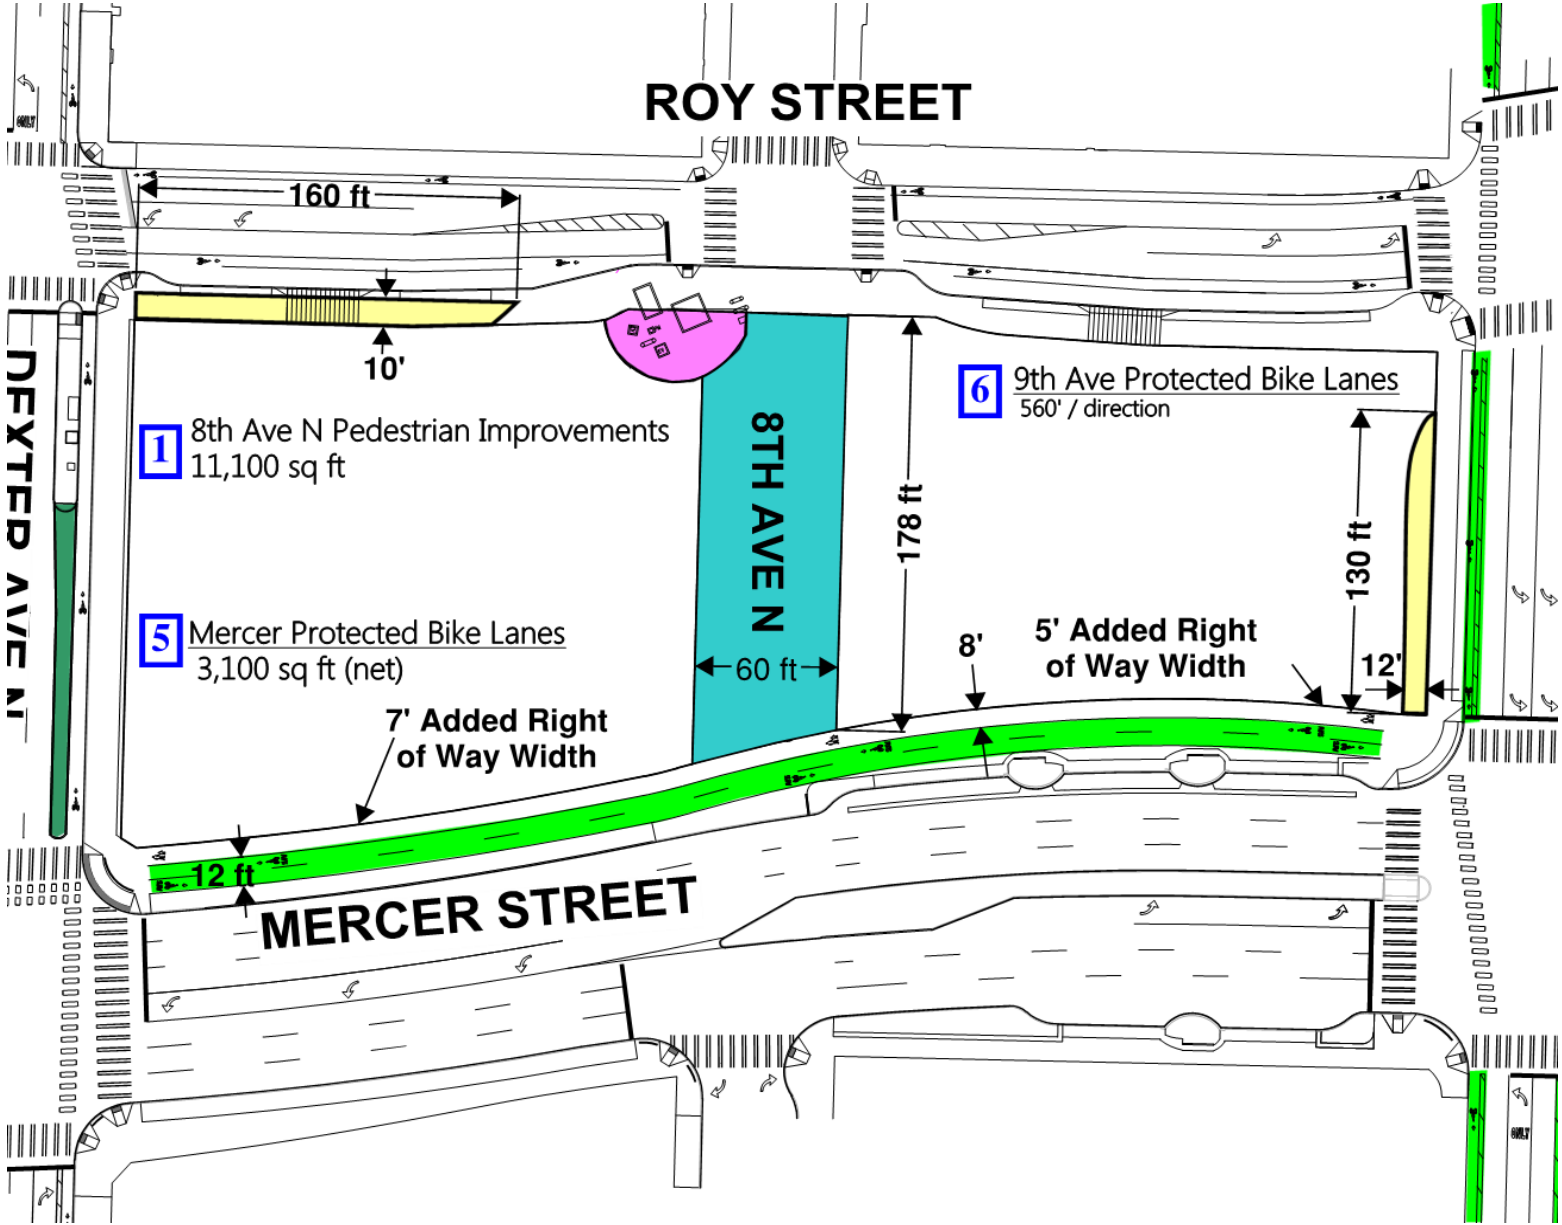 ROY STREET
ONLY
160 ft
10'
DEXTER AVE N
1
8th Ave N Pedestrian Improvements
11,100 sq ft
8TH AVE N
178 ft
6
9th Ave Protected Bike Lanes
560' / direction
130 ft
5
Mercer Protected Bike Lanes
3,100 sq ft (net)
60 ft
8'
5' Added Right
of Way Width
12'
7' Added Right
of Way Width
12 ft
MERCER STREET
ONLY